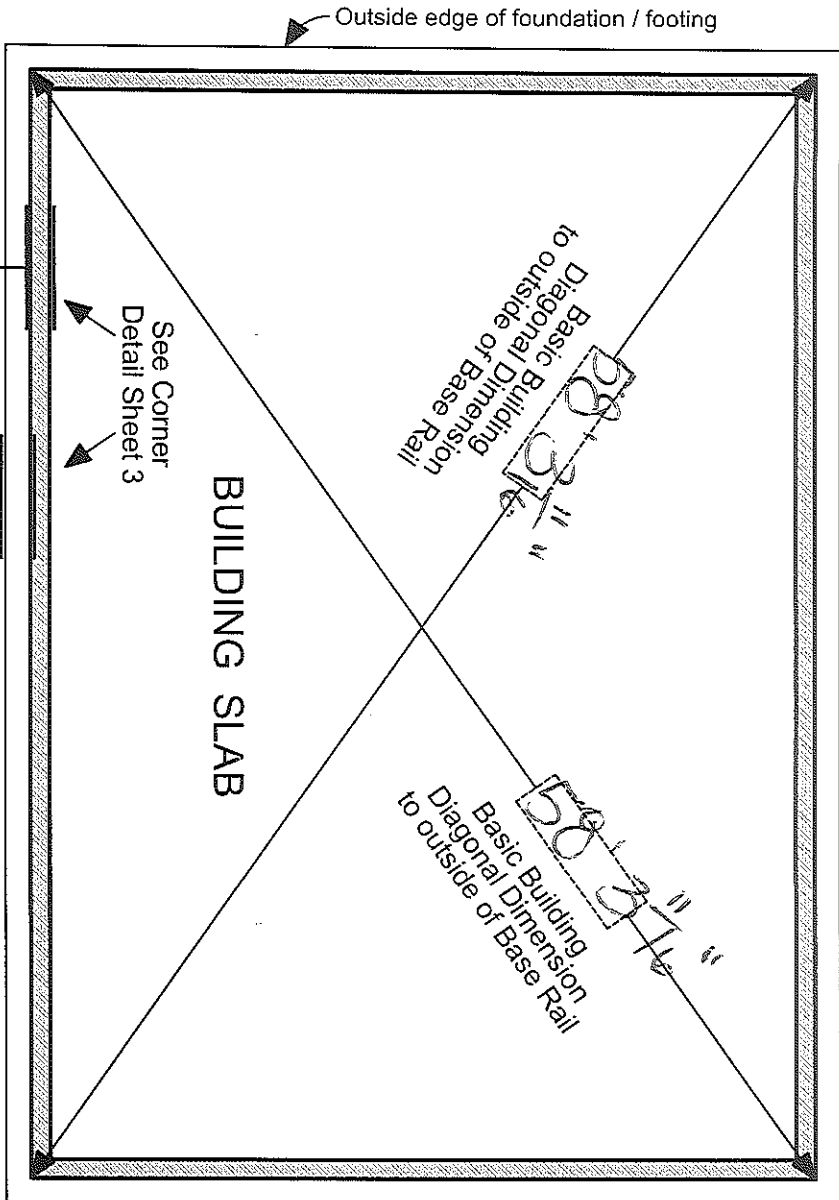 Outside edge of foundation / footing
See Corner
Detail Sheet 3
BUILDING SLAB
Basic Building
Diagonal Dimension
to outside of Base Rail
58'
Basic Building
Diagonal Dimension
to outside of Base Rail